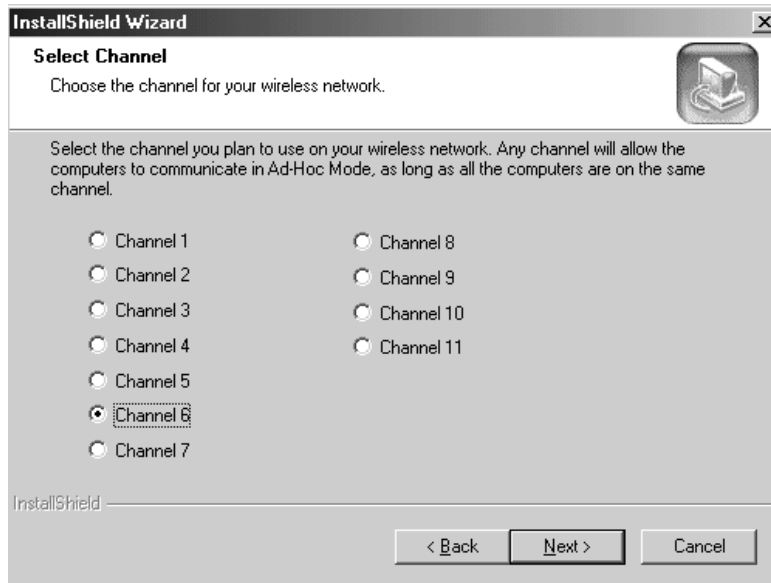 InstallShield Wizard
Select Channel
Choose the channel for your wireless network.
Select the channel you plan to use on your wireless network. Any channel will allow the
computers to communicate in Ad-Hoc Mode, as long as all the computers are on the same
channel.
Channel 1
Channel 2
Channel 3
Channel 4
Channel 5
Channel 6
Channel 7
Channel 8
Channel 9
Channel 10
Channel 11
InstallShield
< Back
Next >
Cancel